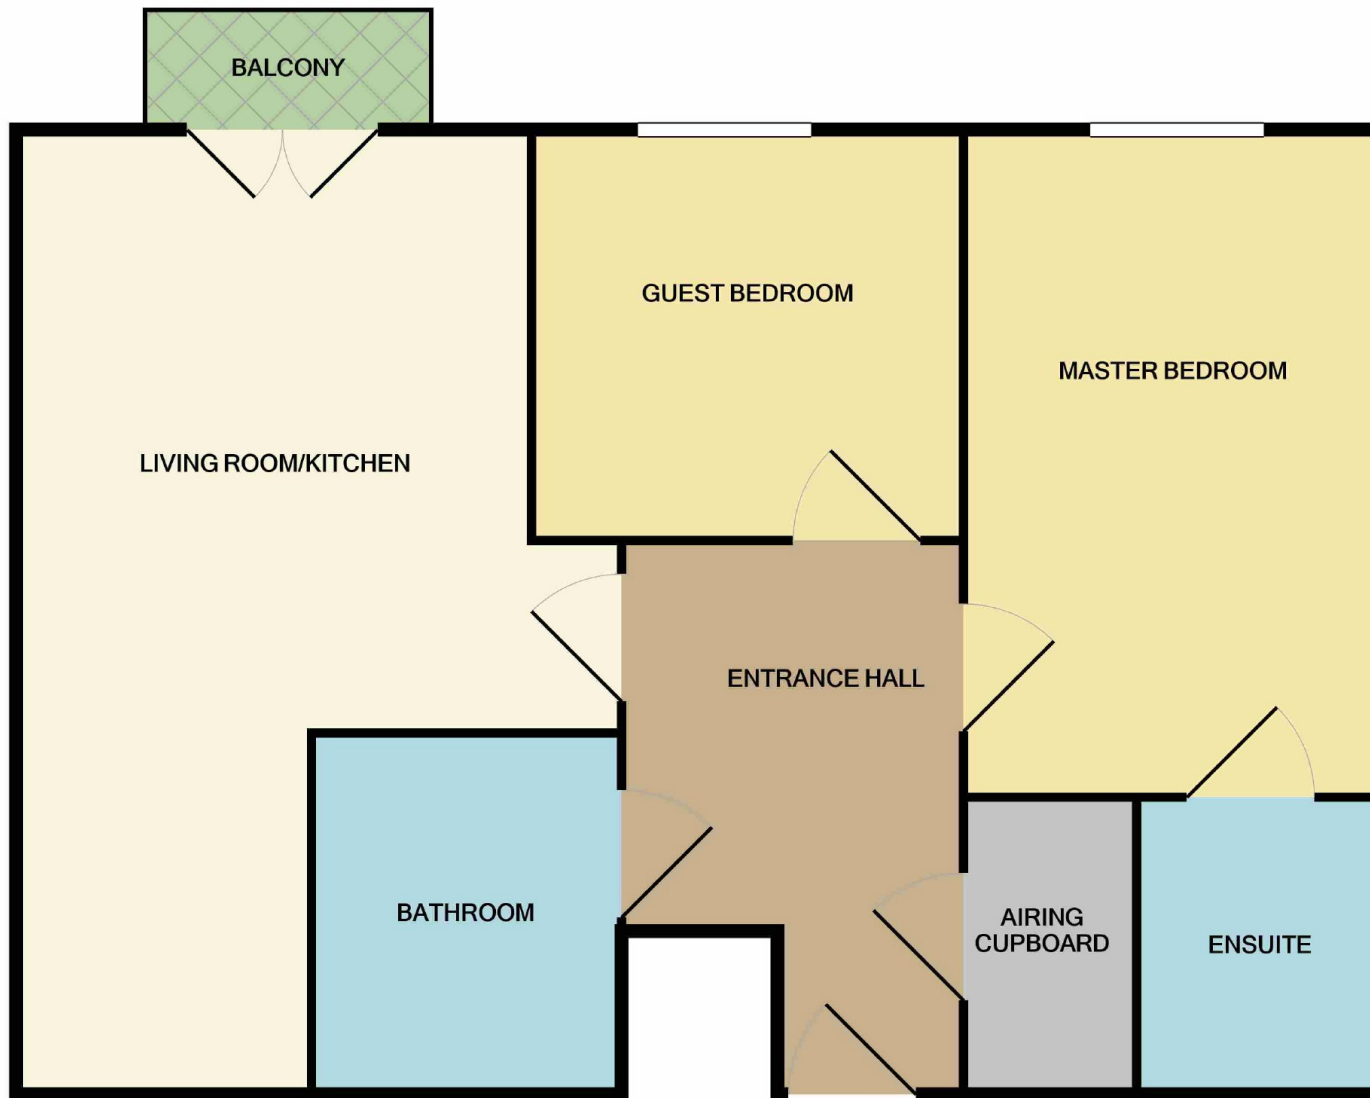 BALCONY
GUEST BEDROOM
MASTER BEDROOM
LIVING ROOM/KITCHEN
ENTRANCE HALL
BATHROOM
AIRING
CUPBOARD
ENSUITE